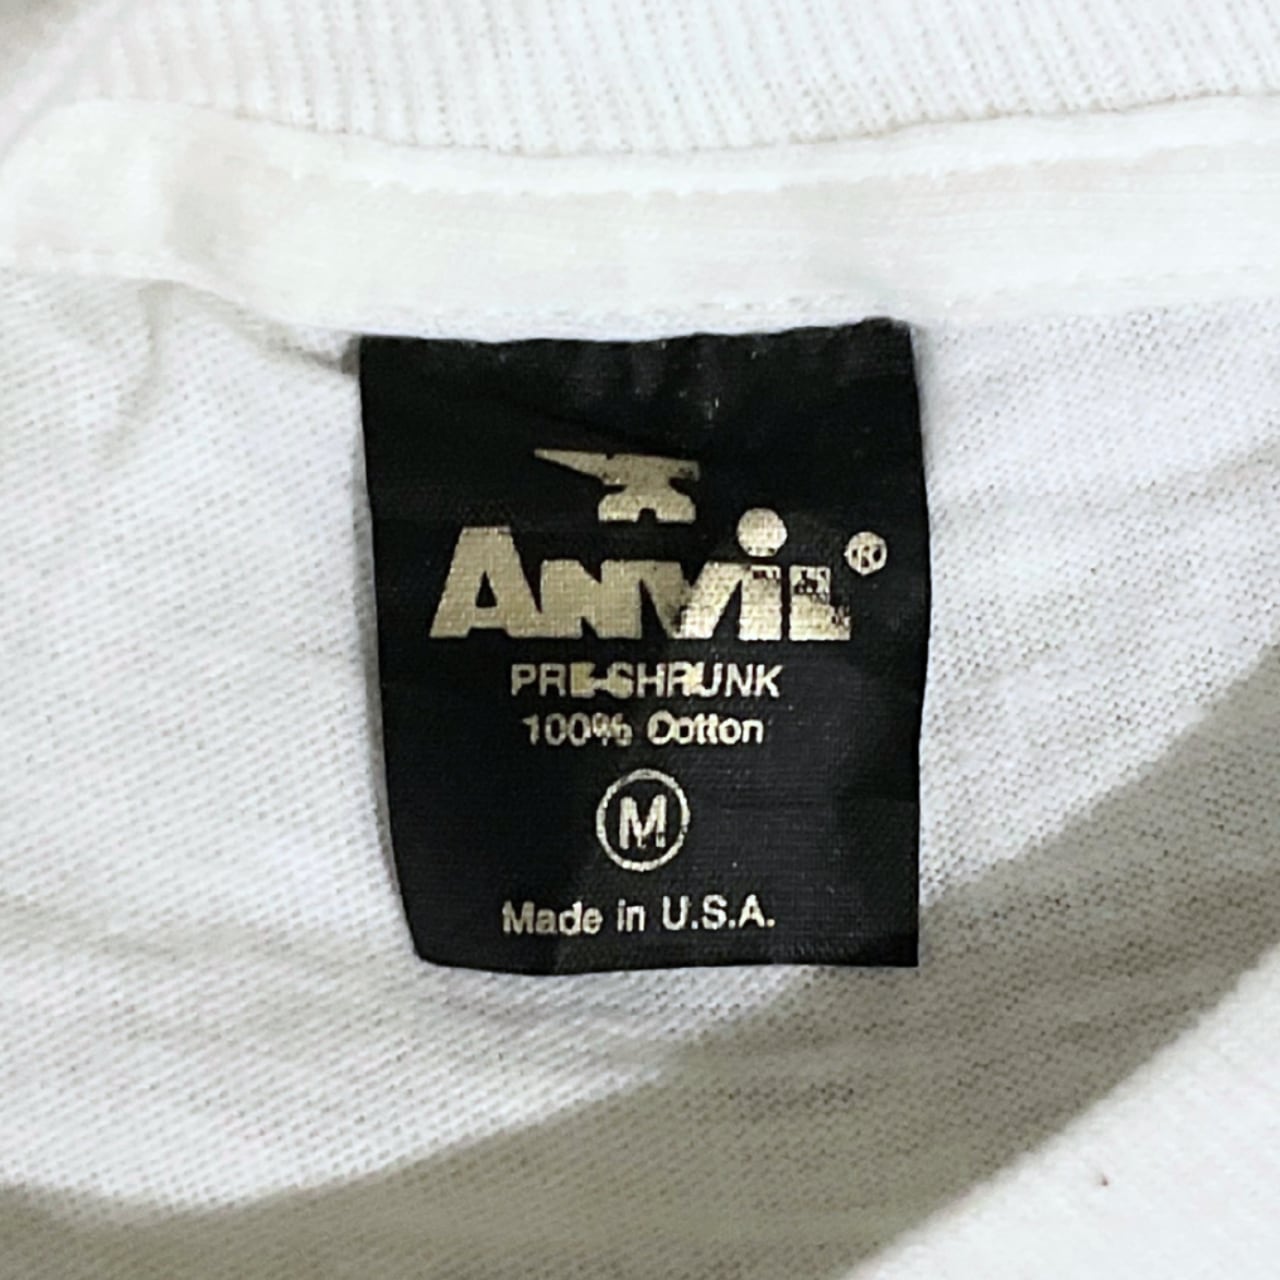 ANViL®
PRE-SHRUNK
100% Cotton
M
Made in U.S.A.